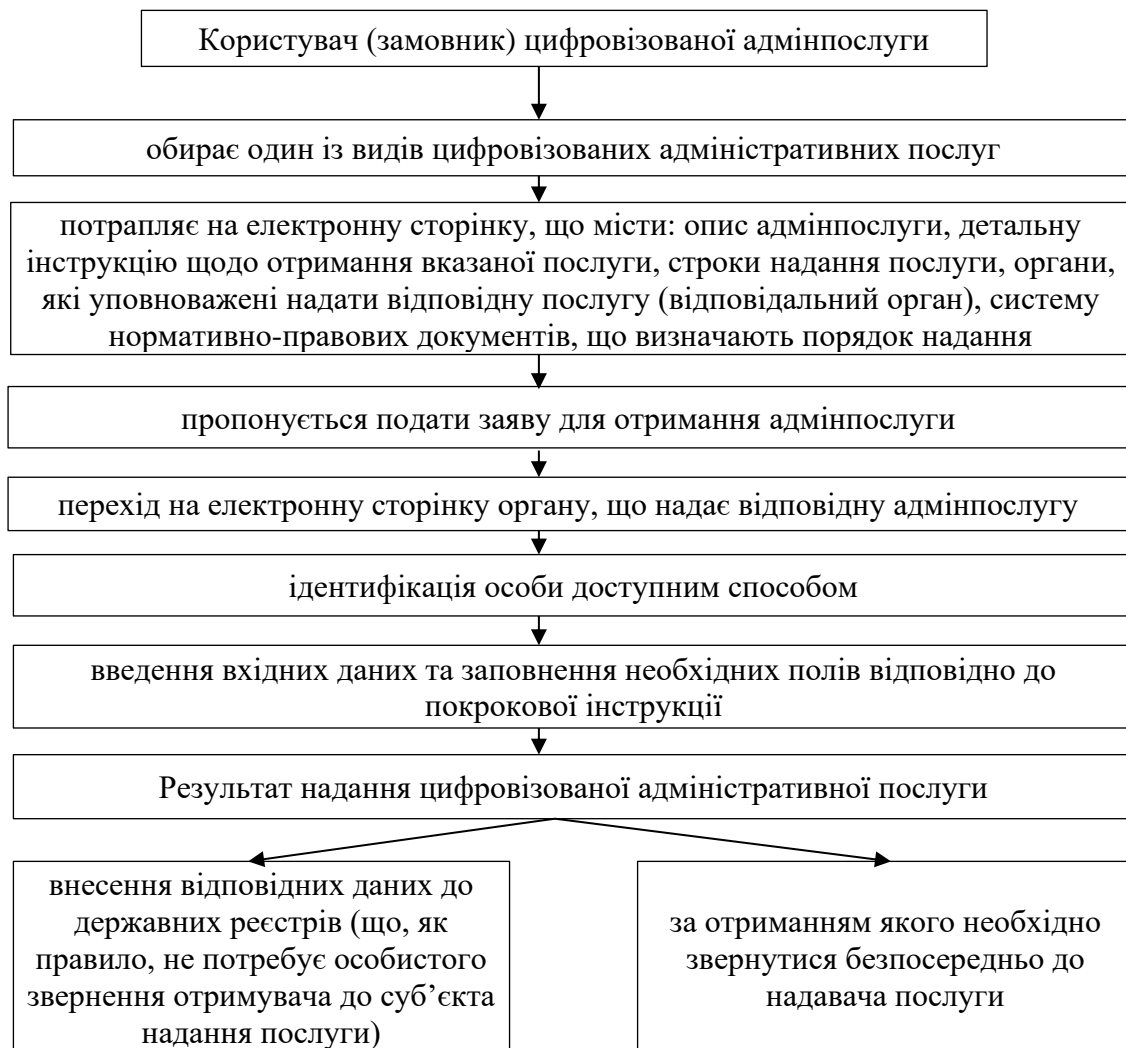 Користувач (замовник) цифровізованої адмінпослуги
обирає один із видів цифровізованих адміністративних послуг
потрапляє на електронну сторінку, що місти: опис адмінпослуги, детальну
інструкцію щодо отримання вказаної послуги, строки надання послуги, органи,
які уповноважені надати відповідну послугу (відповідальний орган), систему
нормативно-правових документів, що визначають порядок надання
пропонується подати заяву для отримання адмінпослуги
перехід на електронну сторінку органу, що надає відповідну адмінпослугу
ідентифікація особи доступним способом
введення вхідних даних та заповнення необхідних полів відповідно до
покрокової інструкції
Результат надання цифровізованої адміністративної послуги
внесення відповідних даних до
державних реєстрів (що, як
правило, не потребує особистого
звернення отримувача до суб’єкта
надання послуги)
за отриманням якого необхідно
звернутися безпосередньо до
надавача послуги